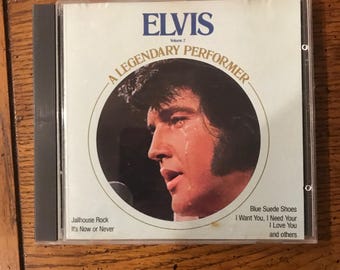 ELVIS
Volume 2
A LEGENDARY PERFORMER
Jailhouse Rock
It's Now or Never
Blue Suede Shoes
I Want You, I Need Your
I Love You
and others